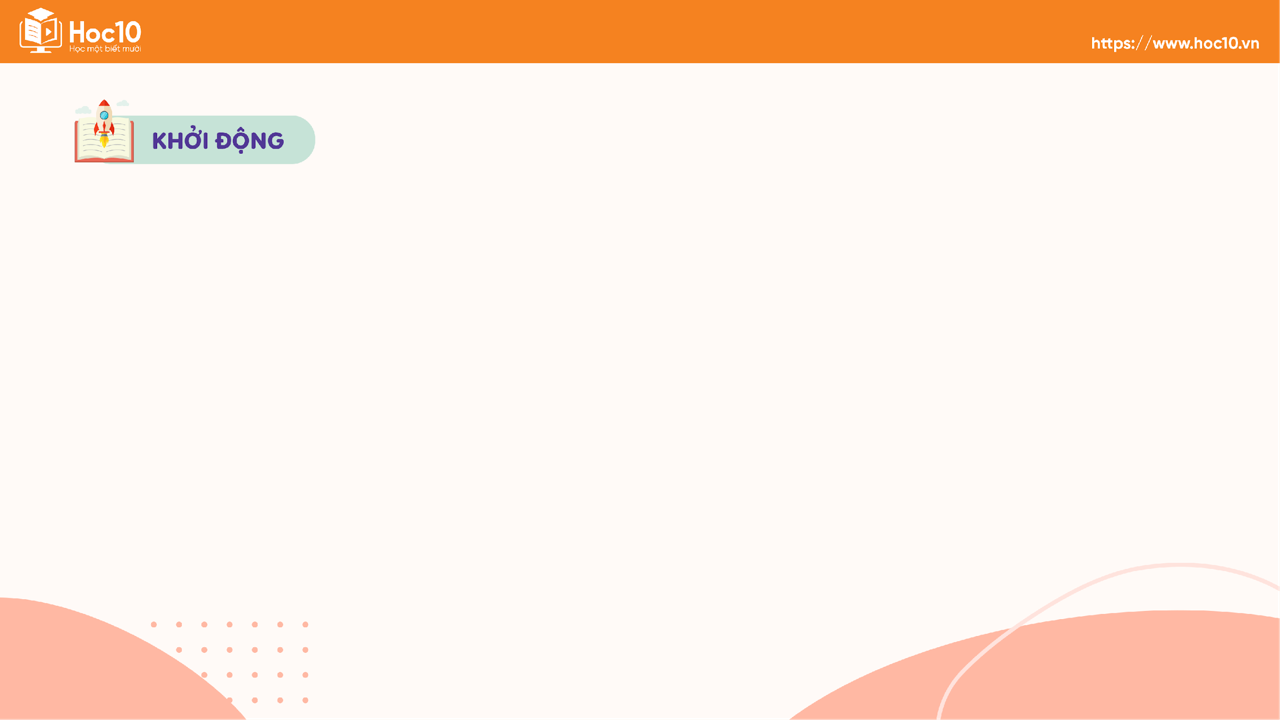 Hoc10
Học một biết mười
https://www.hoc10.vn
KHỞI ĐỘNG